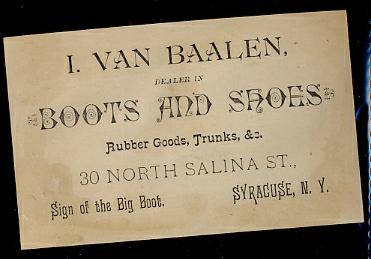 I. VAN BAALEN,
DEALER IN
BOOTS AND SHOES
Rubber Goods, Trunks, &c.
30 NORTH SALINA ST.,
Sign of the Big Boot. SYRACUSE, N. Y.